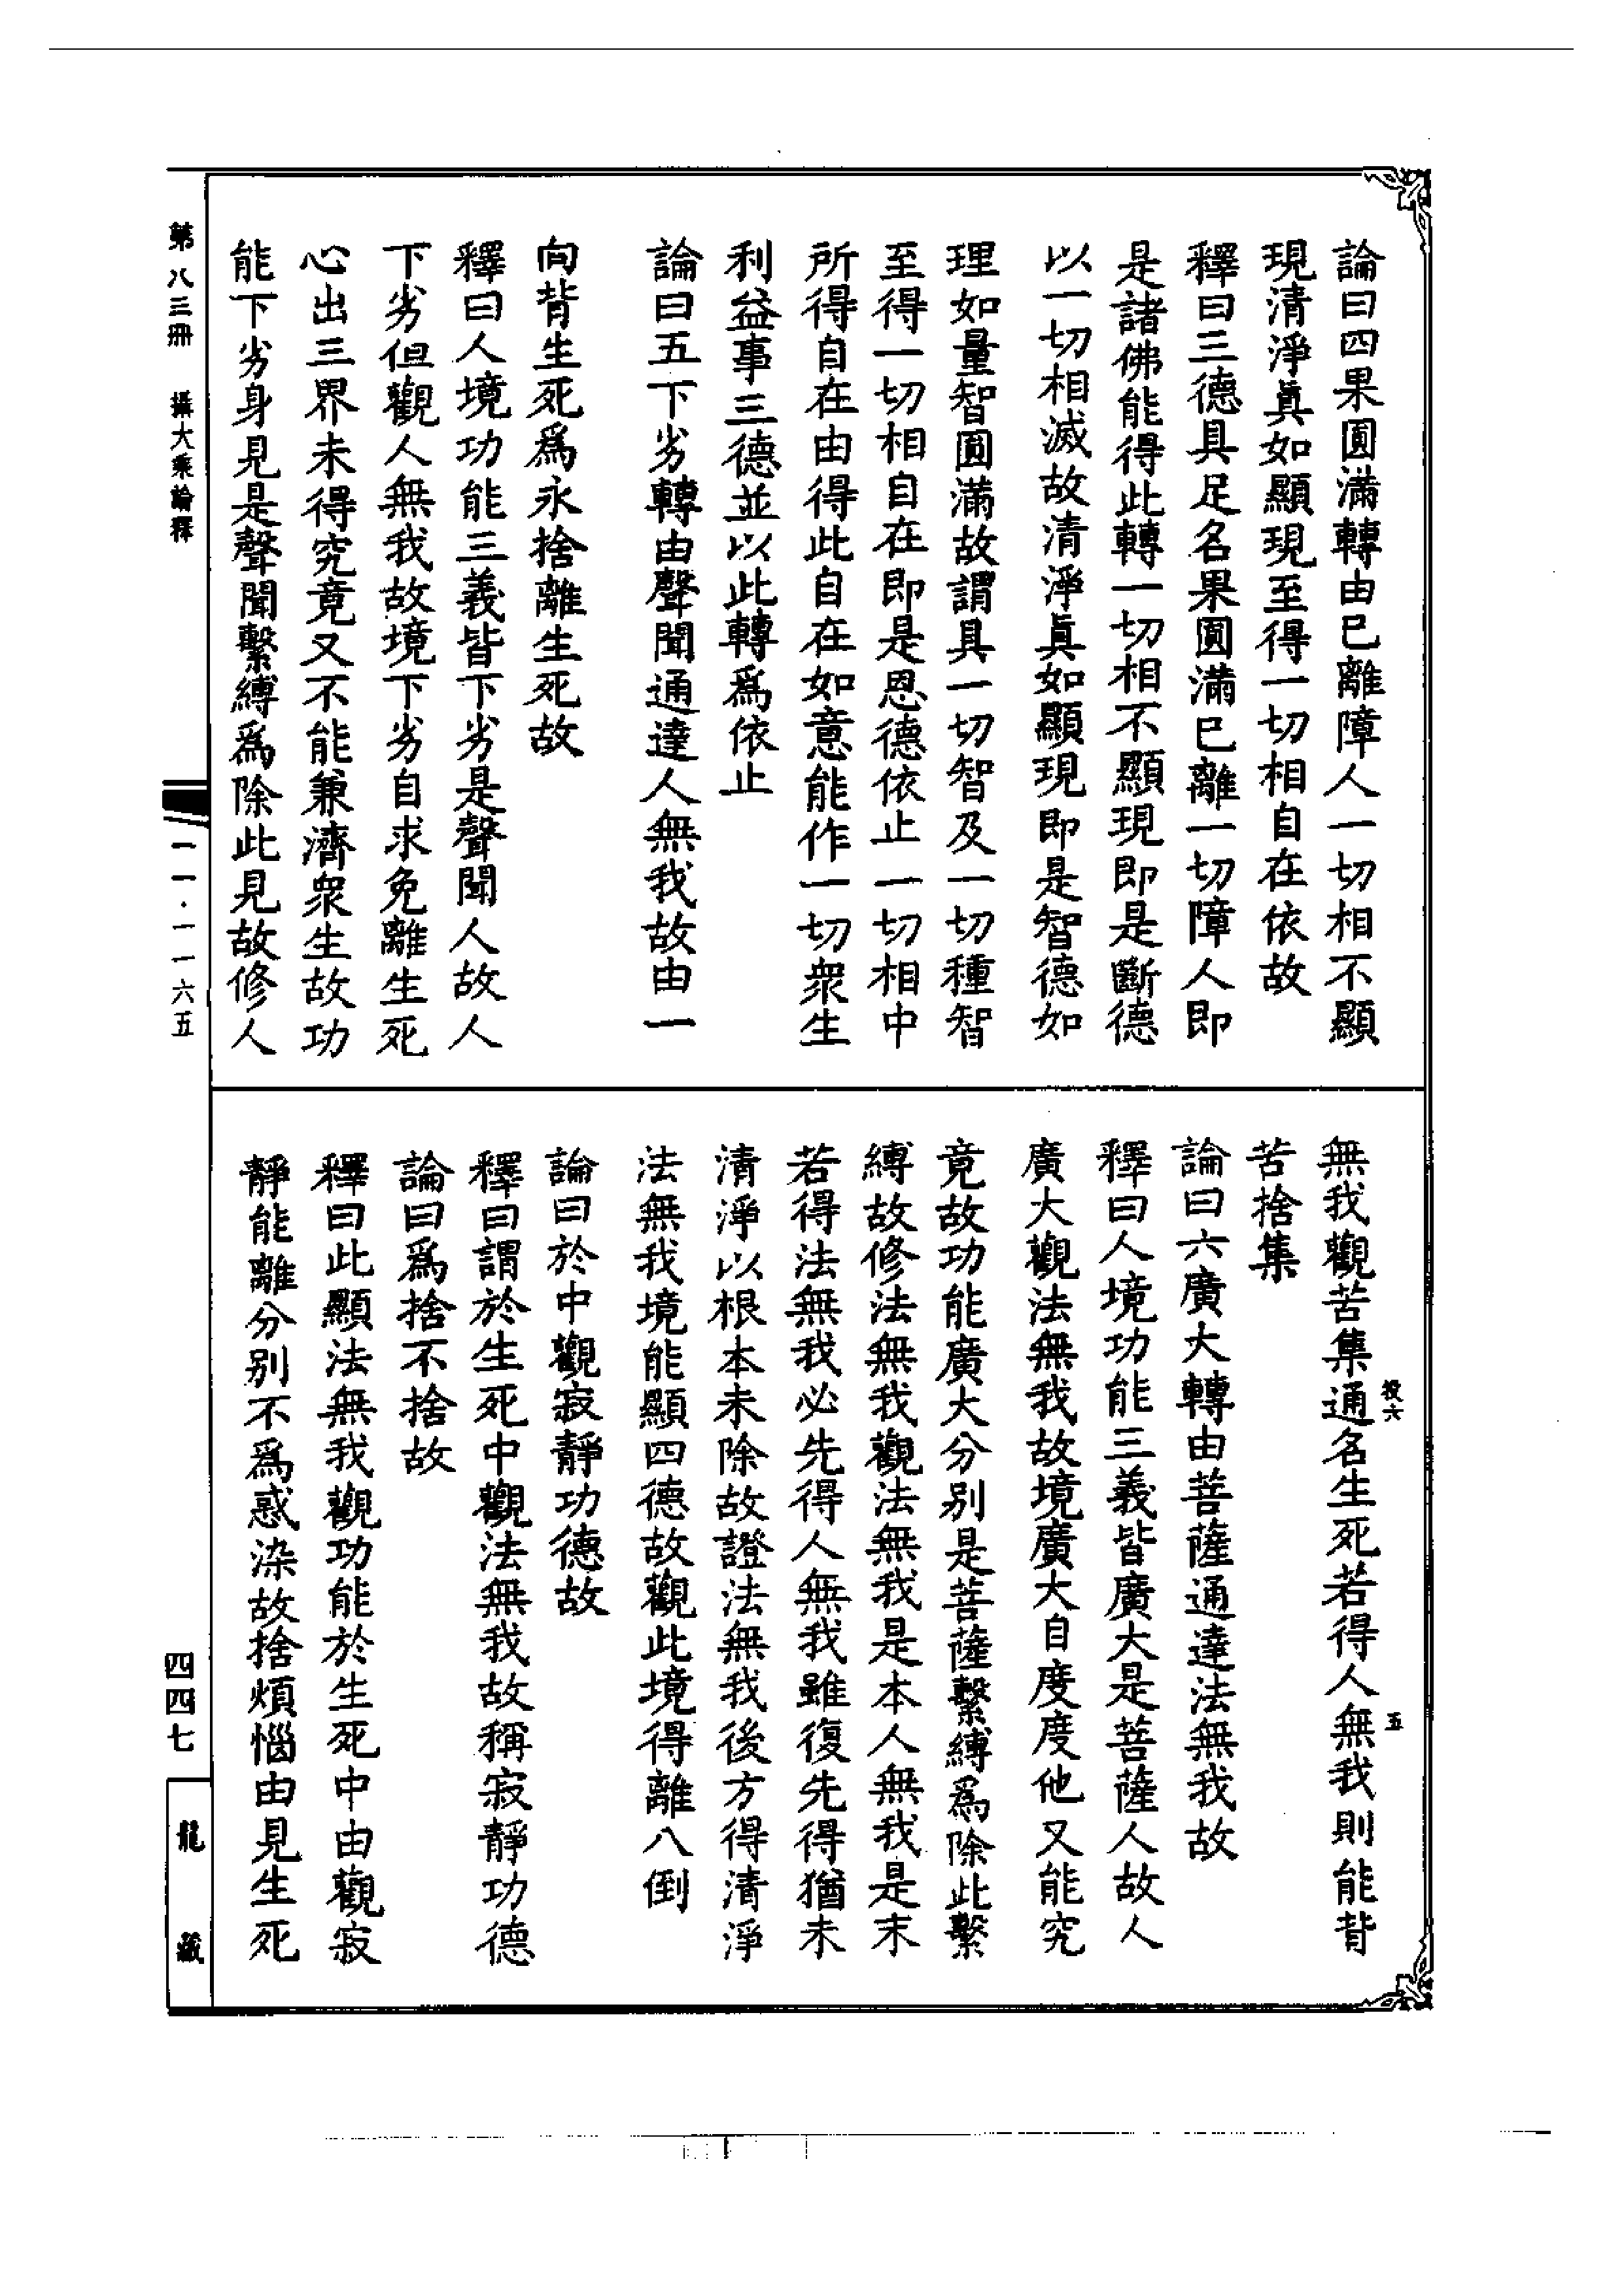 論曰四果圓滿轉由已離障人一切相不顯
現清淨真如顯現至得一切相自在依故
釋曰三德具足名果圓滿已離一切障人即
是諸佛能得此轉一切相不顯現即是斷德
以一切相滅故清淨真如顯現即是智德如
理如量智圓滿故謂具一切智及一切種智
至得一切相自在即是恩德依止一切相中
所得自在由得此自在如意能作一切衆生
利益事三德並以此轉爲依止
論曰五下劣轉由聲聞通達人無我故由一
向背生死爲永捨離生死故
釋曰人境功能三義皆下劣是聲聞人故人
下劣但觀人無我故境下劣自求免離生死
心出三界未得究竟又不能兼濟衆生故功
能下劣身見是聲聞繫縛爲除此見故修人
無我觀苦集通名生死若得人無我則能背
苦捨集
論曰六廣大轉由菩薩通達法無我故
釋曰人境功能三義皆廣大是菩薩人故人
廣大觀法無我故境廣大自度度他又能究
竟故功能廣大分别是菩薩繫縛爲除此繫
縛故修法無我觀法無我是本人無我是末
若得法無我必先得人無我雖復先得猶未
清淨以根本未除故證法無我後方得清淨
法無我境能顯四德故觀此境得離八倒
論曰於中觀寂靜功德故
釋曰謂於生死中觀法無我故稱寂靜功德
論曰爲捨不捨故
釋曰此顯法無我觀功能於生死中由觀寂
靜能離分别不爲惑染故捨煩惱由見生死
投六
五
第八三冊 攝大乘論釋
一一·一一六五
四四七
龍藏